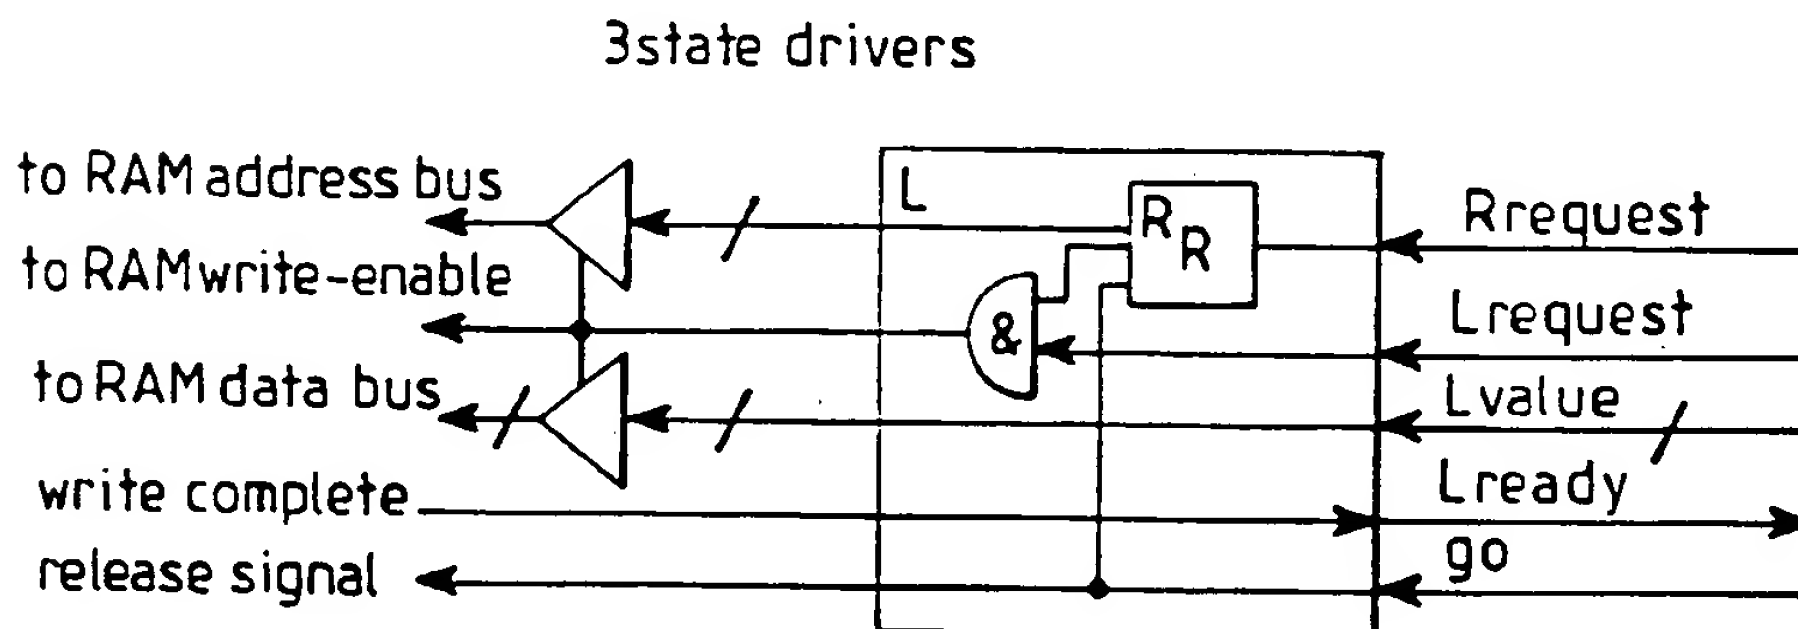 3state drivers
to RAM address bus
L
R
R
Rrequest
to RAM write-enable
&
Lrequest
to RAM data bus
Lvalue
write complete
Lready
release signal
go